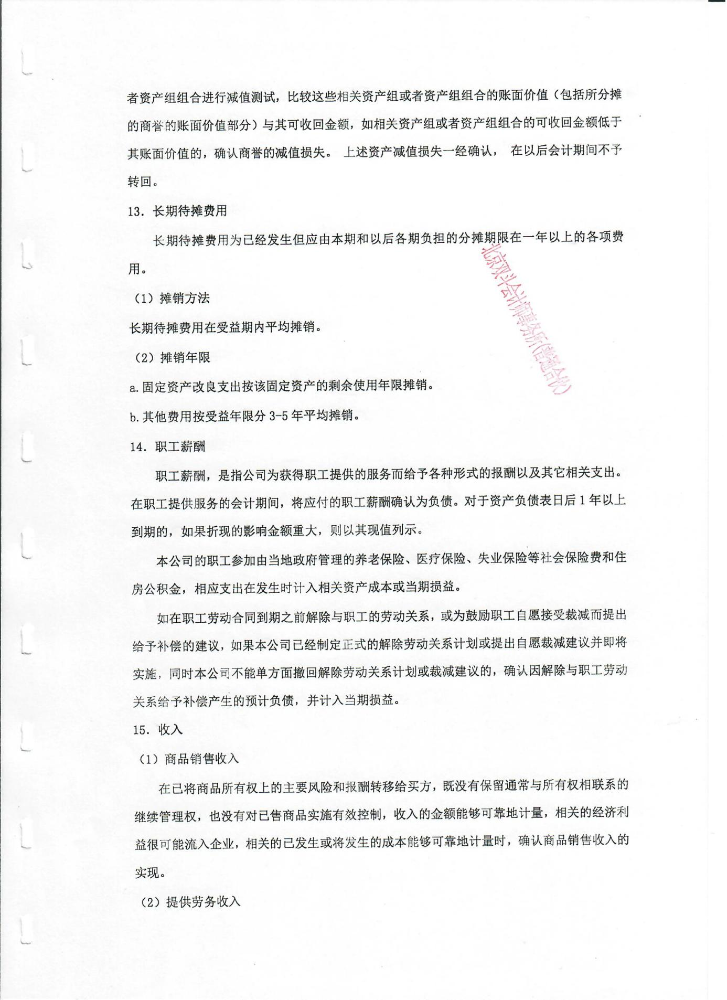 者资产组组合进行减值测试，比较这些相关资产组或者资产组组合的账面价值（包括所分摊
的商誉的账面价值部分）与其可收回金额，如相关资产组或者资产组组合的可收回金额低于
其账面价值的，确认商誉的减值损失。 上述资产减值损失一经确认， 在以后会计期间不予
转回。
13．长期待摊费用
长期待摊费用为已经发生但应由本期和以后各期负担的分摊期限在一年以上的各项费
用。
北京双斗会计师事务所(普通合伙)
（1）摊销方法
长期待摊费用在受益期内平均摊销。
（2）摊销年限
a.固定资产改良支出按该固定资产的剩余使用年限摊销。
b.其他费用按受益年限分 3-5 年平均摊销。
14．职工薪酬
职工薪酬，是指公司为获得职工提供的服务而给予各种形式的报酬以及其它相关支出。
在职工提供服务的会计期间，将应付的职工薪酬确认为负债。对于资产负债表日后 1 年以上
到期的，如果折现的影响金额重大，则以其现值列示。
本公司的职工参加由当地政府管理的养老保险、医疗保险、失业保险等社会保险费和住
房公积金，相应支出在发生时计入相关资产成本或当期损益。
如在职工劳动合同到期之前解除与职工的劳动关系，或为鼓励职工自愿接受裁减而提出
给予补偿的建议，如果本公司已经制定正式的解除劳动关系计划或提出自愿裁减建议并即将
实施，同时本公司不能单方面撤回解除劳动关系计划或裁减建议的，确认因解除与职工劳动
关系给予补偿产生的预计负债，并计入当期损益。
15．收入
（1）商品销售收入
在已将商品所有权上的主要风险和报酬转移给买方，既没有保留通常与所有权相联系的
继续管理权，也没有对已售商品实施有效控制，收入的金额能够可靠地计量，相关的经济利
益很可能流入企业，相关的已发生或将发生的成本能够可靠地计量时，确认商品销售收入的
实现。
（2）提供劳务收入